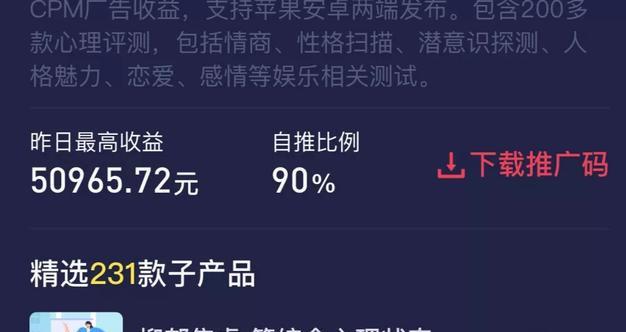 CPM广告收益，支持苹果安卓两端发布。包含200多
款心理评测，包括情商、性格扫描、潜意识探测、人
格魅力、恋爱、感情等娱乐相关测试。
昨日最高收益
自推比例
50965.72元
90%
下载推广码
精选231款子产品